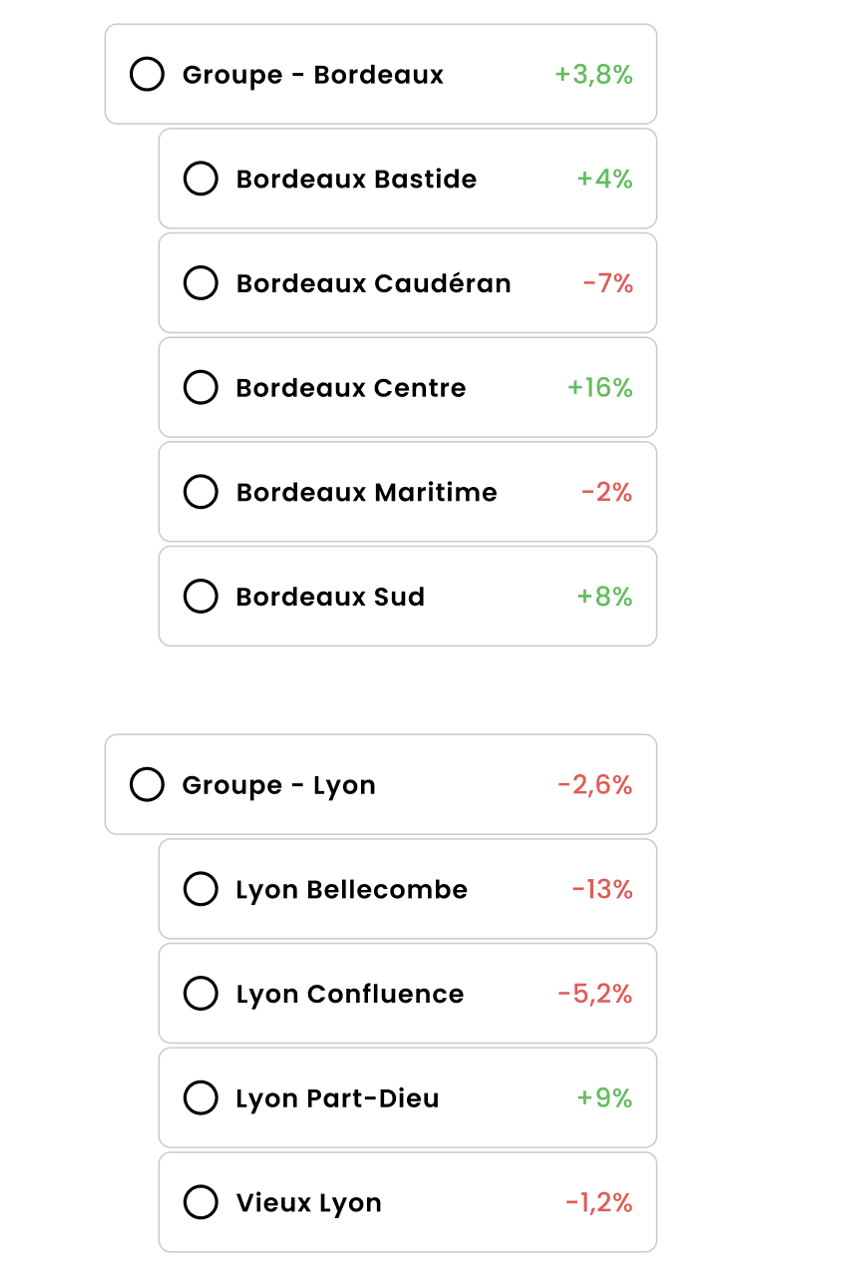 Groupe - Bordeaux +3,8%
Bordeaux Bastide +4%
Bordeaux Caudéran -7%
Bordeaux Centre +16%
Bordeaux Maritime -2%
Bordeaux Sud +8%
Groupe - Lyon -2,6%
Lyon Bellecombe -13%
Lyon Confluence -5,2%
Lyon Part-Dieu +9%
Vieux Lyon -1,2%